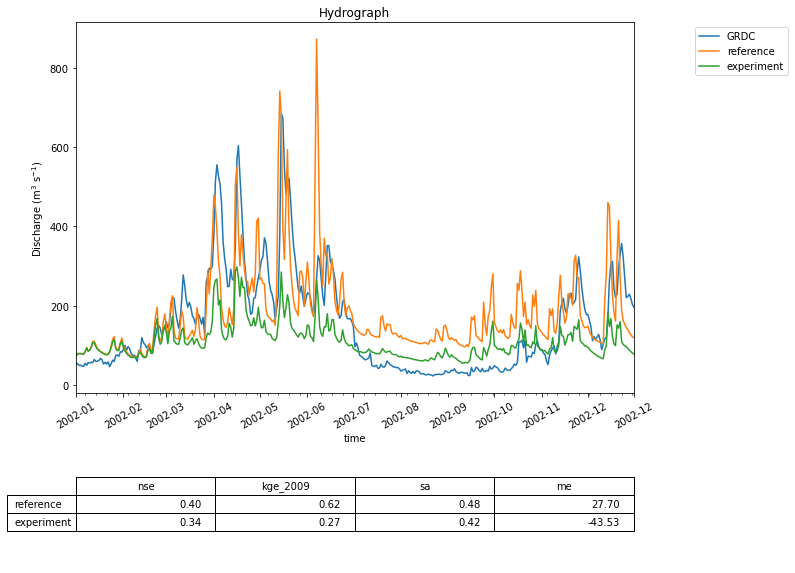 Hydrograph
GRDC
reference
experiment
Discharge (m³ s⁻¹)
800
600
400
200
0
2002-01 2002-02 2002-03 2002-04 2002-05 2002-06 2002-07 2002-08 2002-09 2002-10 2002-11 2002-12 2002-12
time
nse kge_2009 sa me
reference 0.40 0.62 0.48 27.70
experiment 0.34 0.27 0.42 -43.53